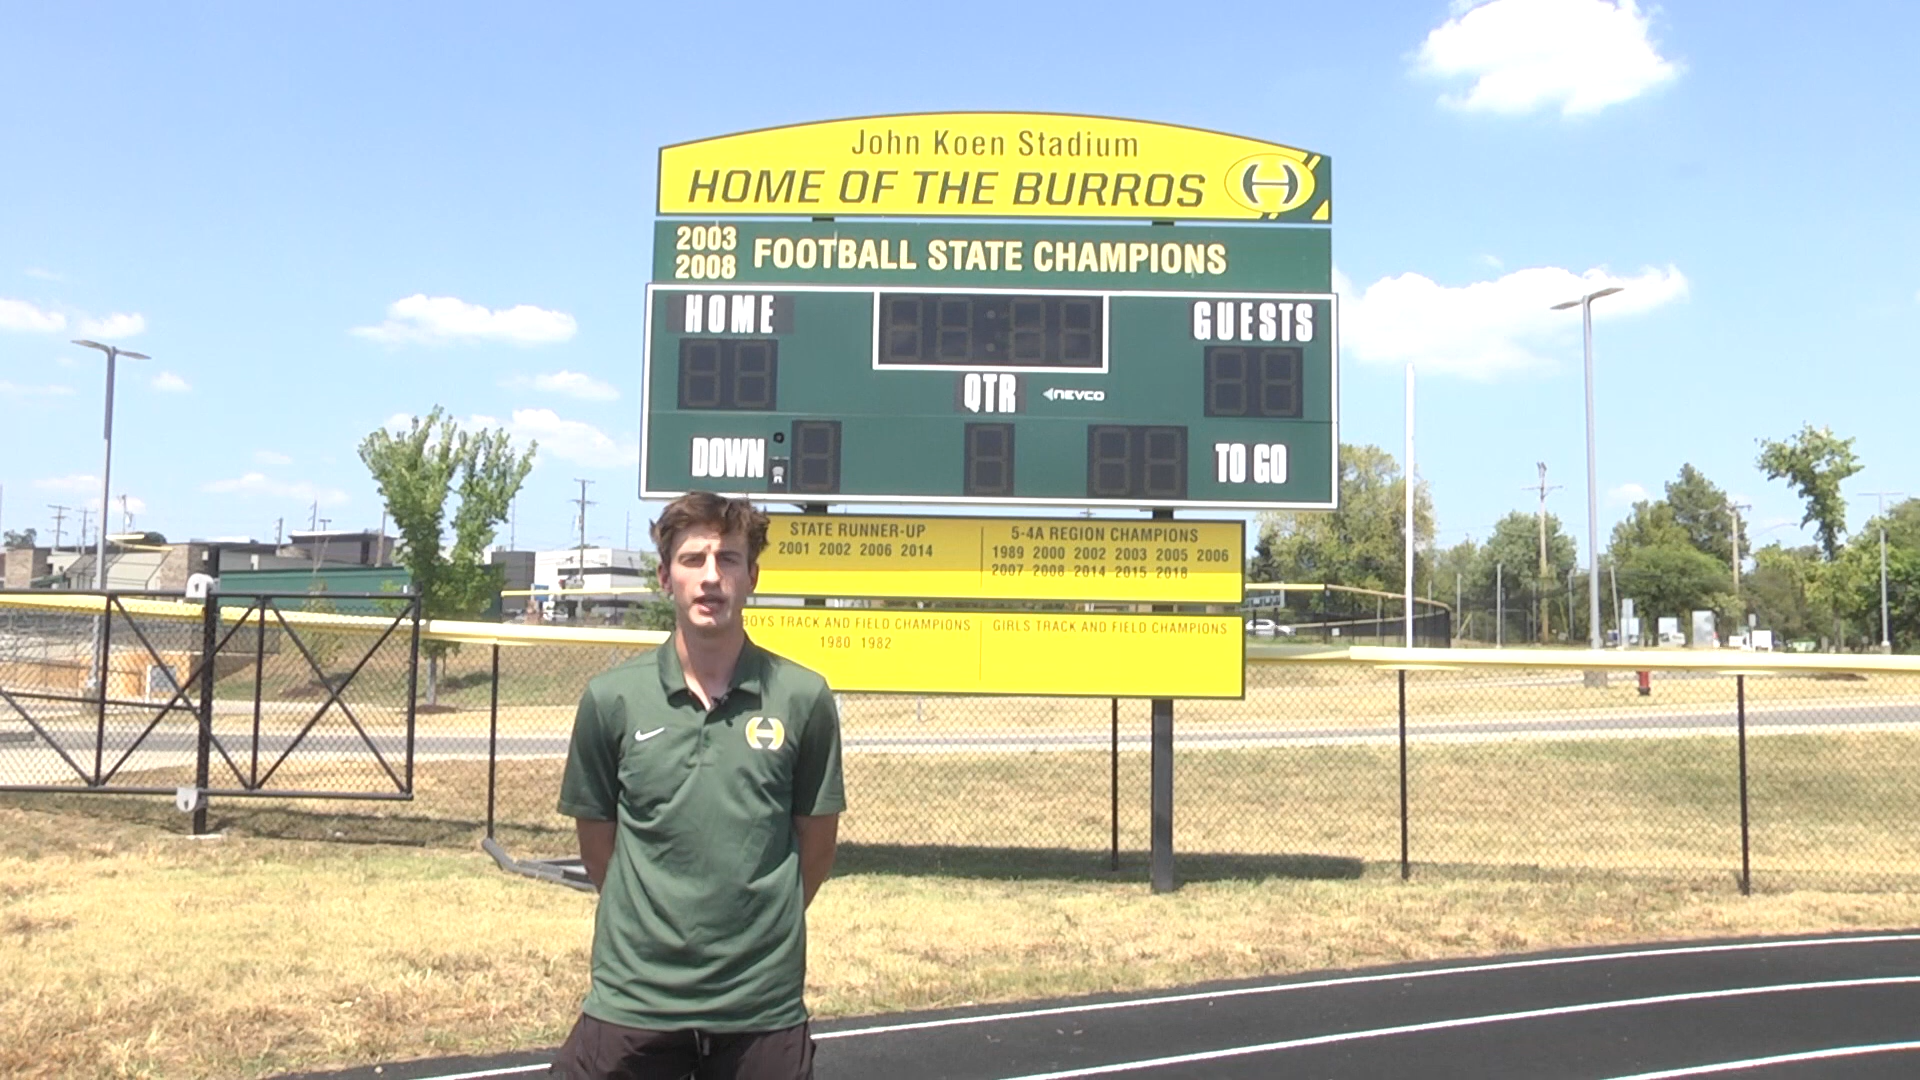 John Koen Stadium
HOME OF THE BURROS
2003
2008
FOOTBALL STATE CHAMPIONS
HOME
GUESTS
QTR
NEVCO
DOWN
TO GO
STATE RUNNER-UP
2001 2002 2006 2014
5-4A REGION CHAMPIONS
1989 2000 2002 2003 2005 2006
2007 2008 2014 2015 2018
BOYS TRACK AND FIELD CHAMPIONS
1980 1982
GIRLS TRACK AND FIELD CHAMPIONS